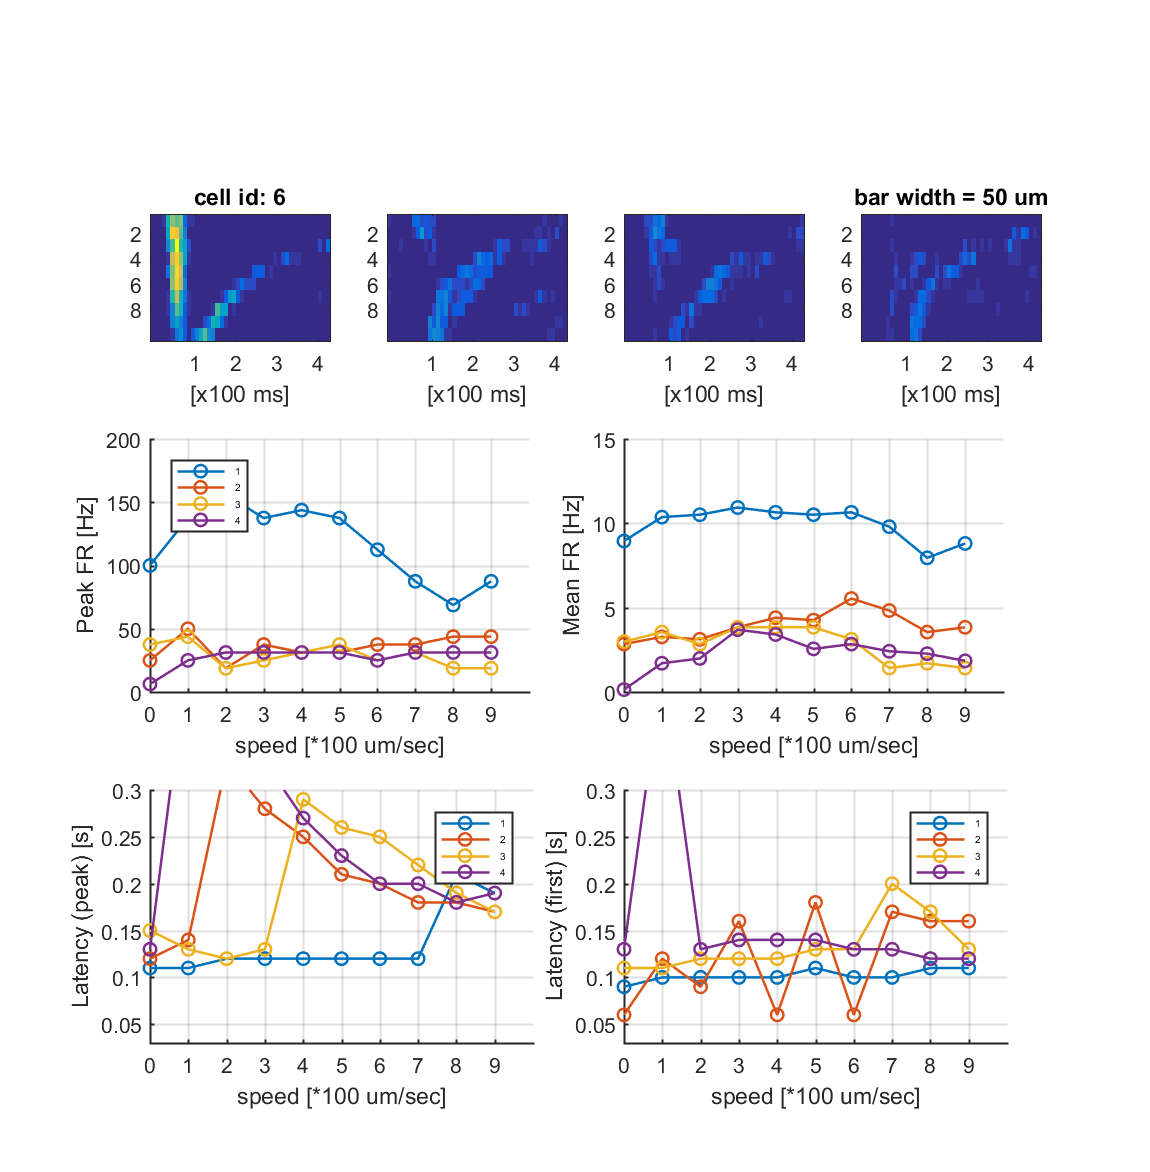 cell id: 6
bar width = 50 um
2
4
6
8
1 2 3 4
[x100 ms]
2
4
6
8
1 2 3 4
[x100 ms]
2
4
6
8
1 2 3 4
[x100 ms]
2
4
6
8
1 2 3 4
[x100 ms]
Peak FR [Hz]
200
150
100
50
0
1
2
3
4
0 1 2 3 4 5 6 7 8 9
speed [*100 um/sec]
Mean FR [Hz]
15
10
5
0
0 1 2 3 4 5 6 7 8 9
speed [*100 um/sec]
Latency (peak) [s]
0.3
0.25
0.2
0.15
0.1
0.05
1
2
3
4
0 1 2 3 4 5 6 7 8 9
speed [*100 um/sec]
Latency (first) [s]
0.3
0.25
0.2
0.15
0.1
0.05
1
2
3
4
0 1 2 3 4 5 6 7 8 9
speed [*100 um/sec]